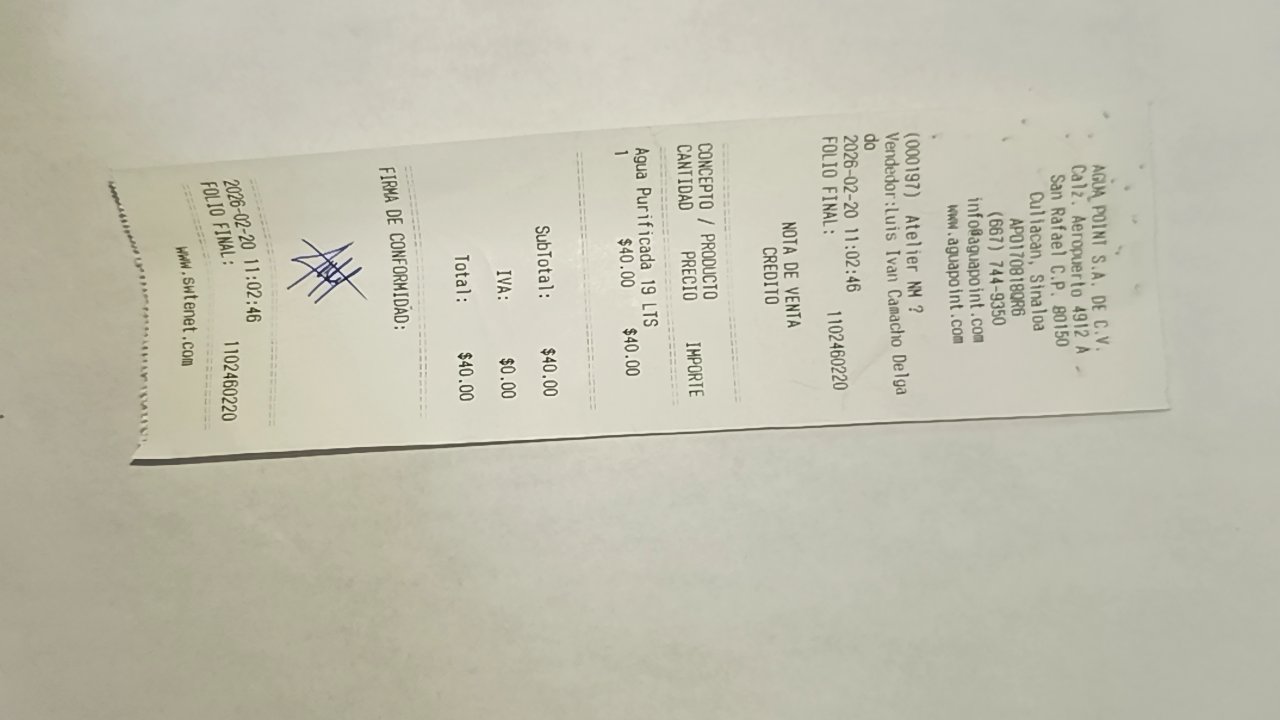 AGUA POINT S.A. DE C.V.
Calz. Aeropuerto 4912 A
San Rafael C.P. 80150
Culiacan, Sinaloa
APO170818QR6
(667) 744-9350
info@aguapoint.com
www.aguapoint.com
(000197) Atelier NM ?
Vendedor:Luis Ivan Camacho Delga
do
2026-02-20 11:02:46
FOLIO FINAL: 1102460220
NOTA DE VENTA
CREDITO
CONCEPTO / PRODUCTO
CANTIDAD PRECIO IMPORTE
Agua Purificada 19 LTS
1 $40.00 $40.00
SubTotal: $40.00
IVA: $0.00
Total: $40.00
FIRMA DE CONFORMIDAD:
2026-02-20 11:02:46
FOLIO FINAL: 1102460220
www.swtenet.com